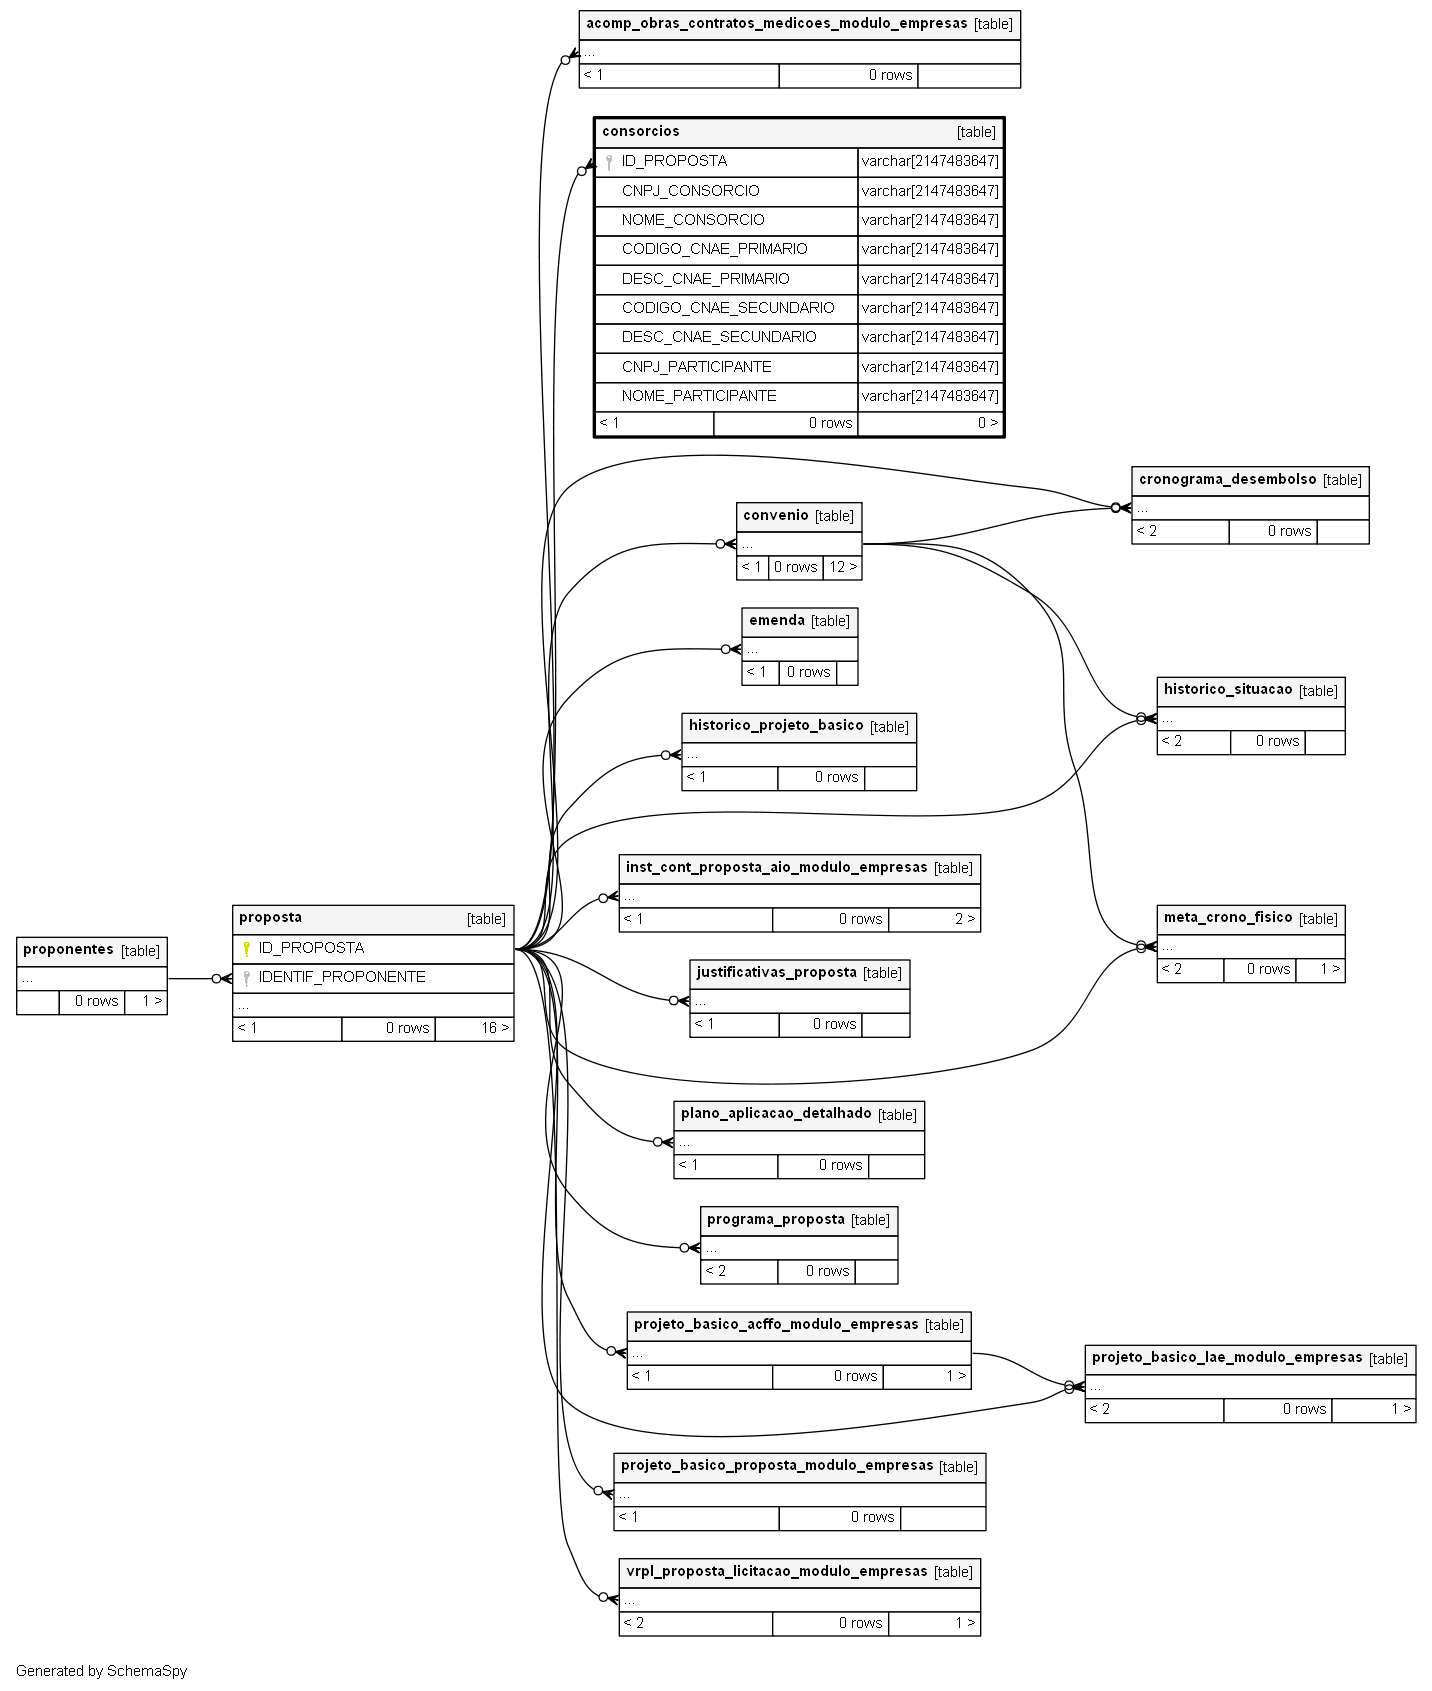 acomp_obras_contratos_medicoes_modulo_empresas [table]
...
< 1 0 rows
consorcios [table]
ID_PROPOSTA varchar[2147483647]
CNPJ_CONSORCIO varchar[2147483647]
NOME_CONSORCIO varchar[2147483647]
CODIGO_CNAE_PRIMARIO varchar[2147483647]
DESC_CNAE_PRIMARIO varchar[2147483647]
CODIGO_CNAE_SECUNDARIO varchar[2147483647]
DESC_CNAE_SECUNDARIO varchar[2147483647]
CNPJ_PARTICIPANTE varchar[2147483647]
NOME_PARTICIPANTE varchar[2147483647]
< 1 0 rows 0 >
cronograma_desembolso [table]
...
< 2 0 rows
convenio [table]
...
< 1 0 rows 12 >
emenda [table]
...
< 1 0 rows
historico_situacao [table]
...
< 2 0 rows
historico_projeto_basico [table]
...
< 1 0 rows
inst_cont_proposta_aio_modulo_empresas [table]
...
< 1 0 rows 2 >
meta_crono_fisico [table]
...
< 2 0 rows 1 >
proposta [table]
ID_PROPOSTA
IDENTIF_PROPONENTE
...
< 1 0 rows 16 >
proponentes [table]
...
0 rows 1 >
justificativas_proposta [table]
...
< 1 0 rows
plano_aplicacao_detalhado [table]
...
< 1 0 rows
programa_proposta [table]
...
< 2 0 rows
projeto_basico_acffo_modulo_empresas [table]
...
< 1 0 rows 1 >
projeto_basico_lae_modulo_empresas [table]
...
< 2 0 rows 1 >
projeto_basico_proposta_modulo_empresas [table]
...
< 1 0 rows
vrpl_proposta_licitacao_modulo_empresas [table]
...
< 2 0 rows 1 >
Generated by SchemaSpy